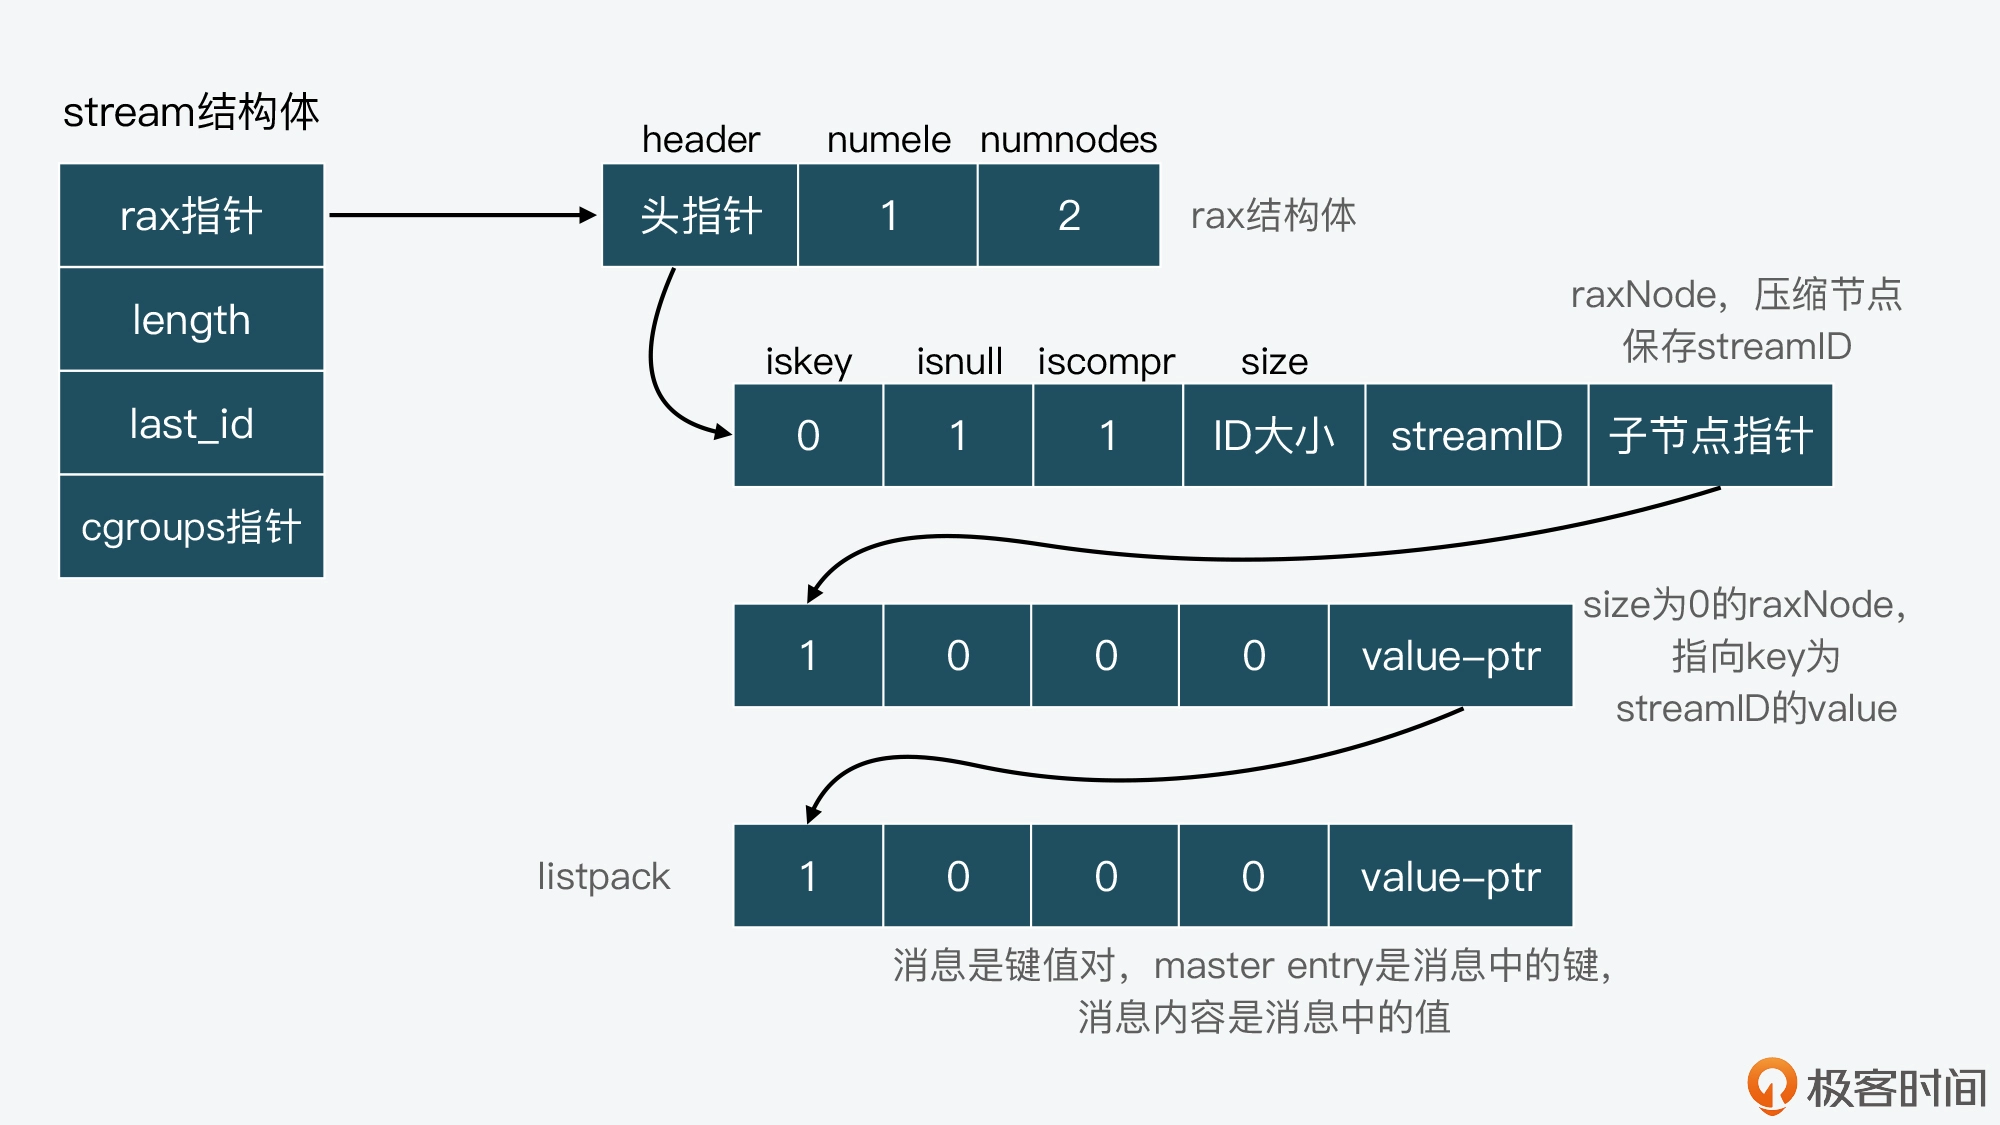 stream结构体
rax指针
length
last_id
cgroups指针
header numele numnodes
头指针 1 2
rax结构体
raxNode，压缩节点
保存streamID
iskey isnull iscompr size
0 1 1 ID大小 streamID 子节点指针
1 0 0 0 value-ptr
size为0的raxNode，
指向key为
streamID的value
listpack
1 0 0 0 value-ptr
消息是键值对，master entry是消息中的键，
消息内容是消息中的值
极客时间